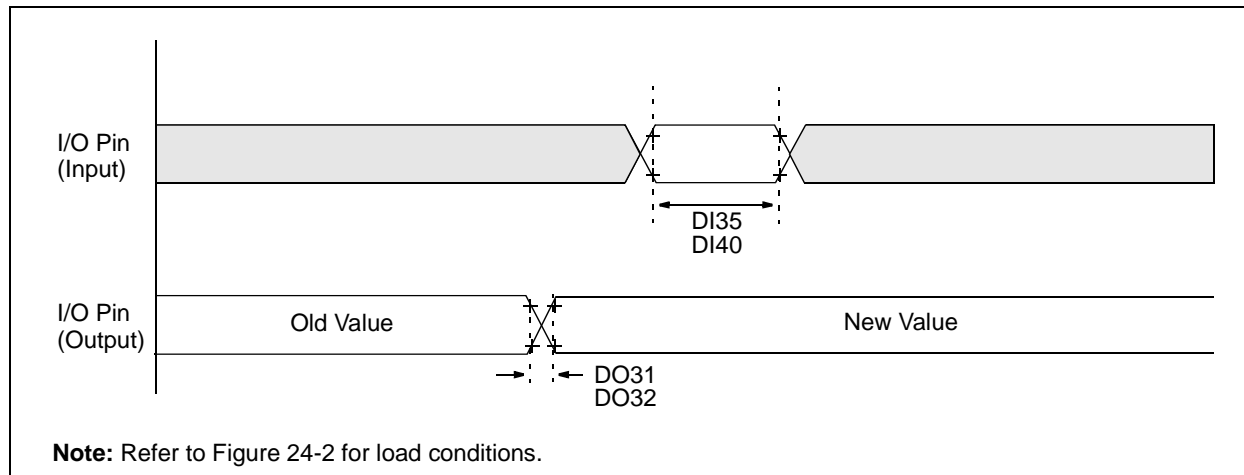 I/O Pin
(Input)
DI35
DI40
I/O Pin
(Output)
Old Value
New Value
DO31
DO32
Note: Refer to Figure 24-2 for load conditions.